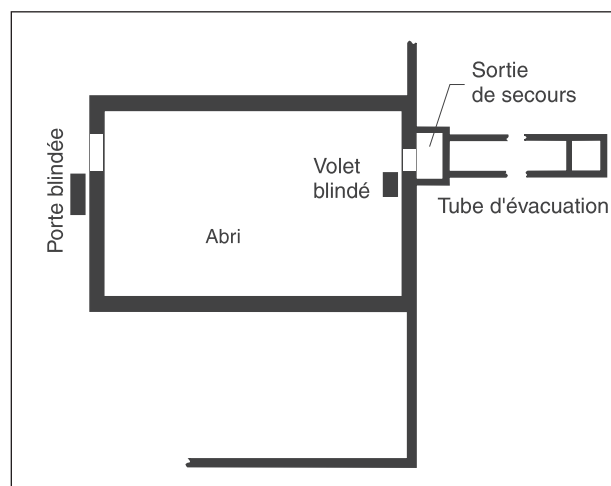 Sortie
de secours
Porte blindée
Volet
blindé
Tube d'évacuation
Abri